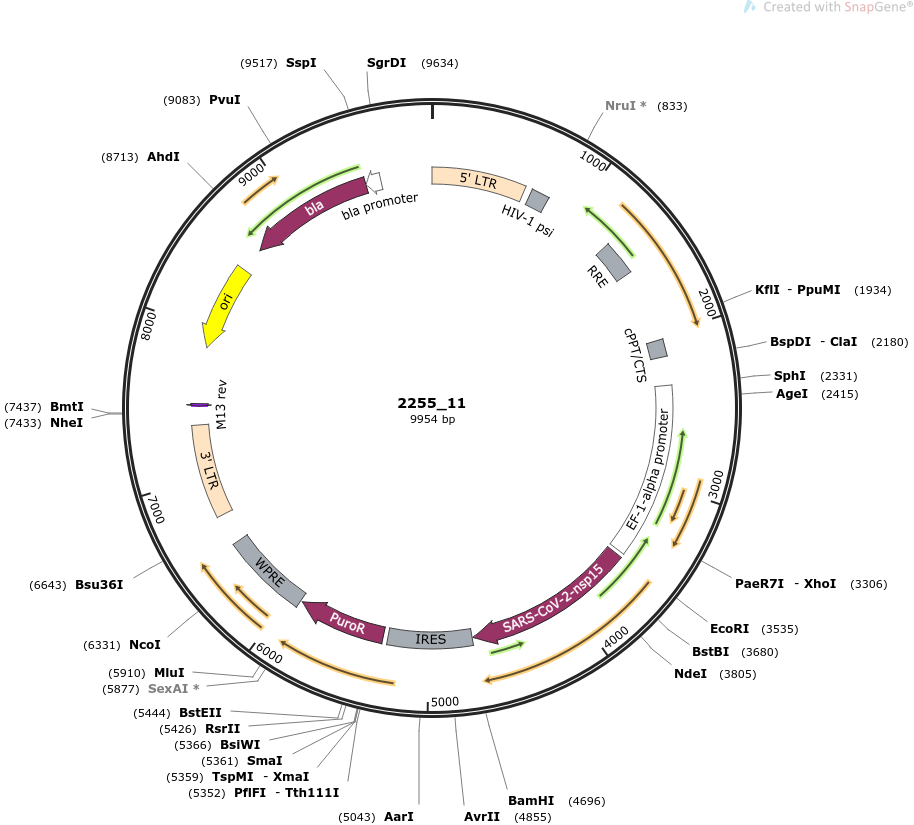 Created with SnapGene®
(9517) SspI
SgrDI (9634)
(9083) PvuI
NruI * (833)
(8713) AhdI
1000
9000
5' LTR
bla
bla promoter
HIV-1 psi
RRE
KflI - PpuMI (1934)
2000
ori
8000
BspDI - ClaI (2180)
cPPT/CTS
SphI (2331)
AgeI (2415)
2255_11
9954 bp
(7437) BmtI
(7433) NheI
M13 rev
3' LTR
EF-1-alpha promoter
3000
7000
(6643) Bsu36I
WPRE
PuroR
IRES
SARS-CoV-2-nsp15
PaeR7I - XhoI (3306)
EcoRI (3535)
4000
BstBI (3680)
(6331) NcoI
6000
NdeI (3805)
(5910) MluI
(5877) SexAI *
5000
(5444) BstEII
(5426) RsrII
(5366) BsiWI
(5361) SmaI
(5359) TspMI - XmaI
(5352) PflFI - Tth111I
BamHI (4696)
(5043) AarI
AvrII (4855)